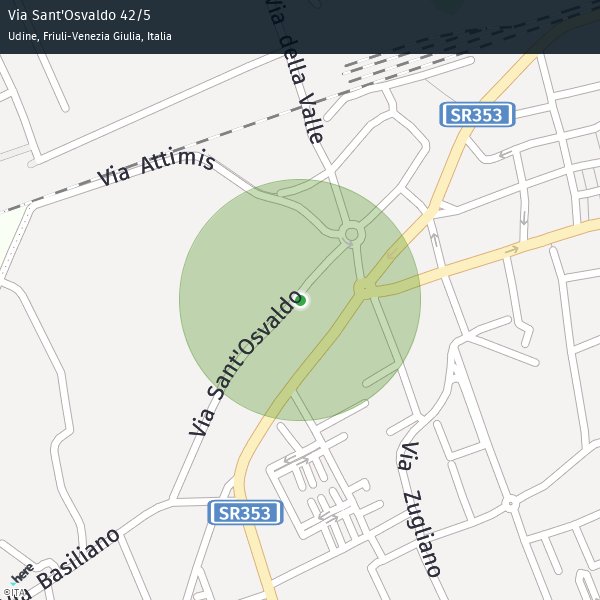 Via Sant'Osvaldo 42/5
Udine, Friuli-Venezia Giulia, Italia
Via della Valle
SR353
Via Attimis
Via Sant'Osvaldo
Via Zugliano
SR353
Basiliano
here